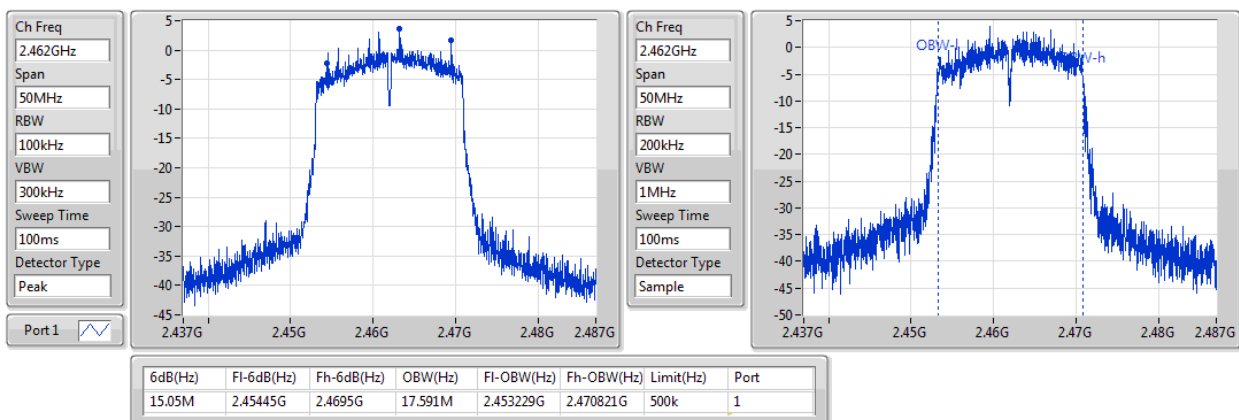 Ch Freq
2.462GHz
Span
50MHz
RBW
100kHz
VBW
300kHz
Sweep Time
100ms
Detector Type
Peak
Port 1
5
0
-5
-10
-15
-20
-25
-30
-35
-40
-45
2.437G 2.45G 2.46G 2.47G 2.487G
Ch Freq
2.462GHz
Span
50MHz
RBW
200kHz
VBW
1MHz
Sweep Time
100ms
Detector Type
Sample
5
0
-5
-10
-15
-20
-25
-30
-35
-40
-45
-50
OBW-l
W-h
2.437G 2.45G 2.46G 2.47G 2.48G 2.487G
6dB(Hz) Fl-6dB(Hz) Fh-6dB(Hz) OBW(Hz) Fl-OBW(Hz) Fh-OBW(Hz) Limit(Hz) Port
15.05M 2.45445G 2.4695G 17.591M 2.453229G 2.470821G 500k 1